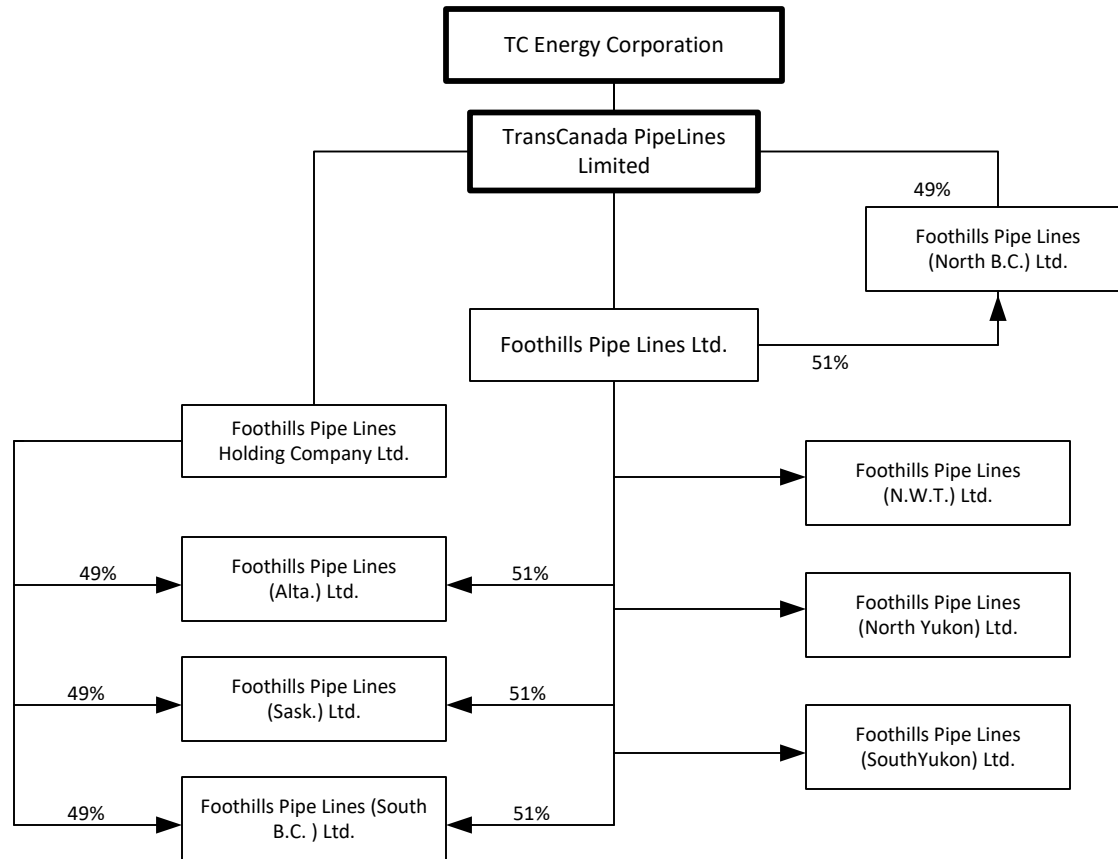 TC Energy Corporation
TransCanada PipeLines
Limited
49%
Foothills Pipe Lines
(North B.C.) Ltd.
Foothills Pipe Lines Ltd.
51%
Foothills Pipe Lines
Holding Company Ltd.
Foothills Pipe Lines
(N.W.T.) Ltd.
49%
Foothills Pipe Lines
(Alta.) Ltd.
51%
Foothills Pipe Lines
(North Yukon) Ltd.
49%
Foothills Pipe Lines
(Sask.) Ltd.
51%
Foothills Pipe Lines
(SouthYukon) Ltd.
49%
Foothills Pipe Lines (South
B.C. ) Ltd.
51%